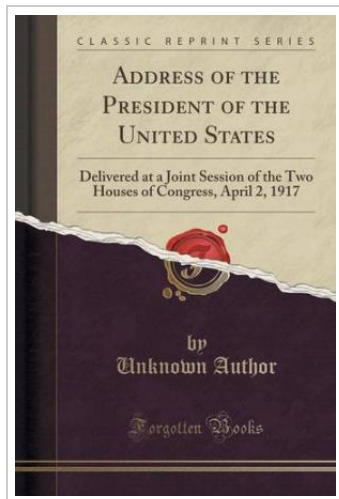 CLASSIC REPRINT SERIES
ADDRESS OF THE
PRESIDENT OF THE
UNITED STATES
Delivered at a Joint Session of the Two
Houses of Congress, April 2, 1917
by
Unknown Author
Forgotten Books